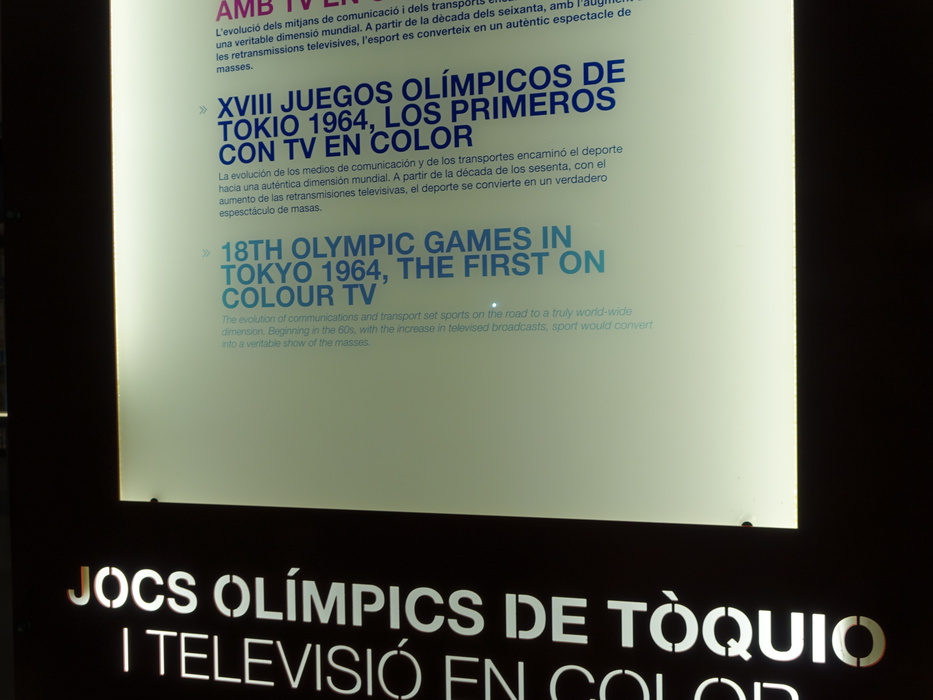 AMB TV EN
L'evolució dels mitjans de comunicació i dels transports
una veritable dimensió mundial. A partir de la dècada dels seixanta, amb l'augment
les retransmissions televisives, l'esport es converteix en un autèntic espectacle de
masses.
» XVIII JUEGOS OLÍMPICOS DE
TOKIO 1964, LOS PRIMEROS
CON TV EN COLOR
La evolución de los medios de comunicación y de los transportes encaminó el deporte
hacia una auténtica dimensión mundial. A partir de la década de los sesenta, con el
aumento de las retransmisiones televisivas, el deporte se convierte en un verdadero
espesctáculo de masas.
» 18TH OLYMPIC GAMES IN
TOKYO 1964, THE FIRST ON
COLOUR TV
The evolution of communications and transport set sports on the road to a truly world-wide
dimension. Beginning in the 60s, with the increase in televised broadcasts, sport would convert
into a veritable show of the masses.
JOCS OLÍMPICS DE TÒQUIO
I TELEVISIÓ EN COLOR